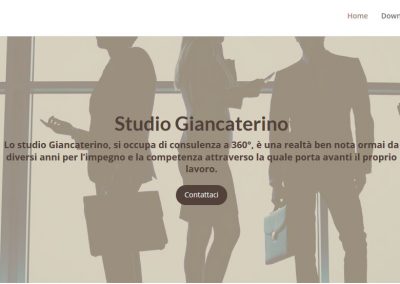 Home Down
Studio Giancaterino
Lo studio Giancaterino, si occupa di consulenza a 360°, è una realtà ben nota ormai da
diversi anni per l'impegno e la competenza attraverso la quale porta avanti il proprio
lavoro.
Contattaci